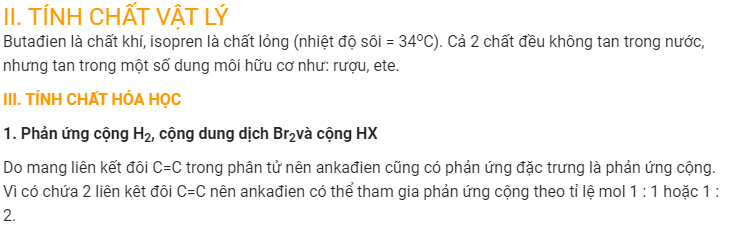 II. TÍNH CHẤT VẬT LÝ
Butađien là chất khí, isopren là chất lỏng (nhiệt độ sôi = 34ºC). Cả 2 chất đều không tan trong nước,
nhưng tan trong một số dung môi hữu cơ như: rượu, ete.
III. TÍNH CHẤT HÓA HỌC
1. Phản ứng cộng H₂, cộng dung dịch Br₂và cộng HX
Do mang liên kết đôi C=C trong phân tử nên ankađien cũng có phản ứng đặc trưng là phản ứng cộng.
Vì có chứa 2 liên kêt đôi C=C nên ankađien có thể tham gia phản ứng cộng theo tỉ lệ mol 1 : 1 hoặc 1 :
2.